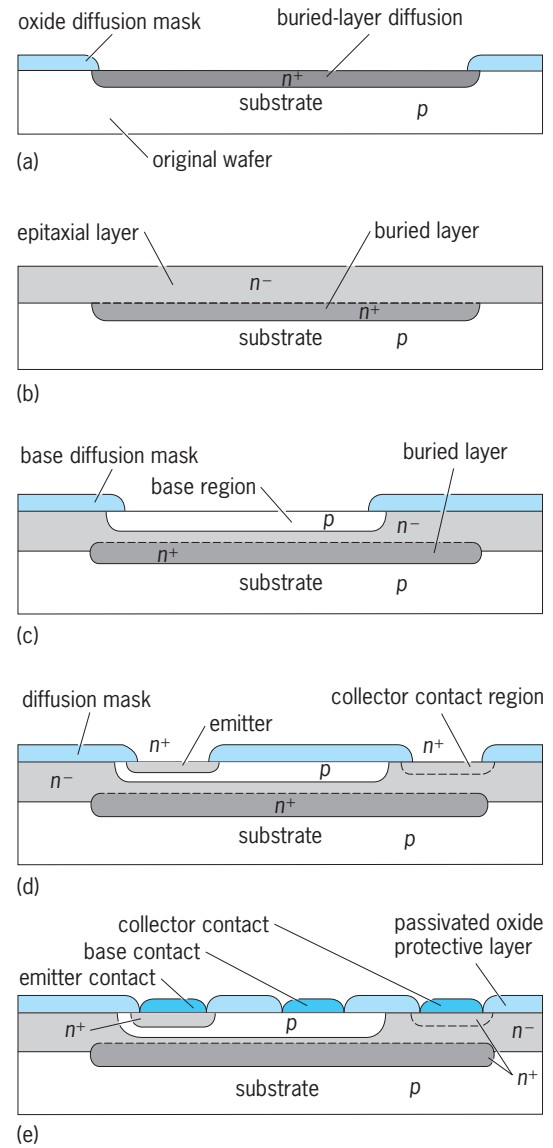 oxide diffusion mask
buried-layer diffusion
n+
substrate
p
original wafer
(a)
epitaxial layer
buried layer
n−
n+
substrate
p
(b)
base diffusion mask
buried layer
base region
p
n−
n+
substrate
p
(c)
diffusion mask
emitter
collector contact region
n+
n+
n−
p
n+
substrate
p
(d)
collector contact
base contact
emitter contact
passivated oxide
protective layer
n+
p
n−
n+
substrate
p
(e)